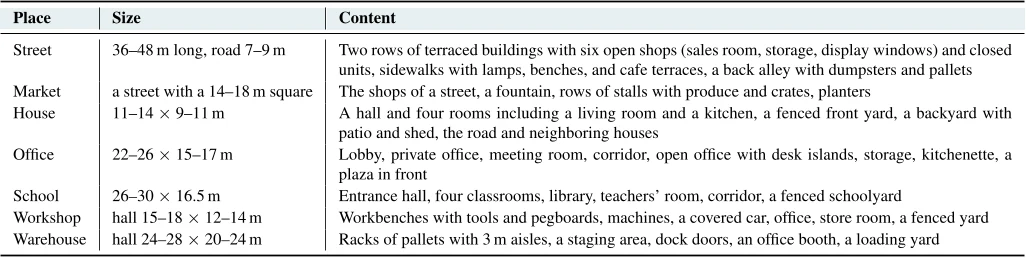 Place Size Content
Street 36–48 m long, road 7–9 m Two rows of terraced buildings with six open shops (sales room, storage, display windows) and closed
units, sidewalks with lamps, benches, and cafe terraces, a back alley with dumpsters and pallets
Market a street with a 14–18 m square The shops of a street, a fountain, rows of stalls with produce and crates, planters
House 11–14 × 9–11 m A hall and four rooms including a living room and a kitchen, a fenced front yard, a backyard with
patio and shed, the road and neighboring houses
Office 22–26 × 15–17 m Lobby, private office, meeting room, corridor, open office with desk islands, storage, kitchenette, a
plaza in front
School 26–30 × 16.5 m Entrance hall, four classrooms, library, teachers’ room, corridor, a fenced schoolyard
Workshop hall 15–18 × 12–14 m Workbenches with tools and pegboards, machines, a covered car, office, store room, a fenced yard
Warehouse hall 24–28 × 20–24 m Racks of pallets with 3 m aisles, a staging area, dock doors, an office booth, a loading yard